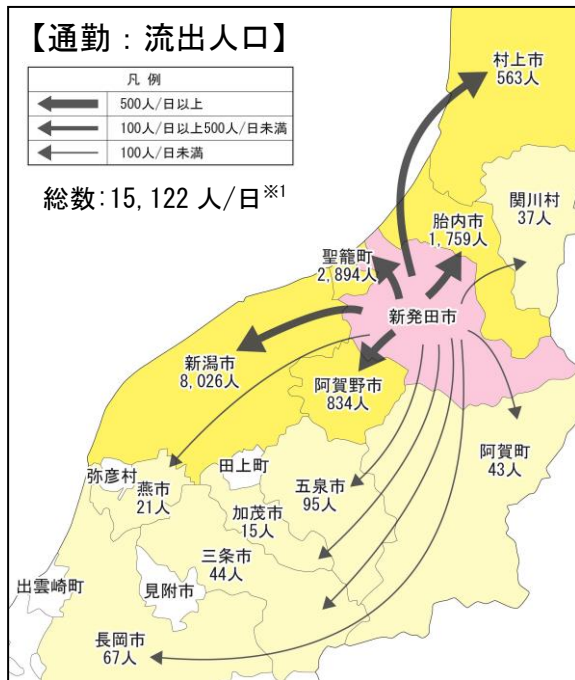 【通勤：流出人口】
凡 例
500人/日以上
100人/日以上500人/日未満
100人/日未満
総数：15,122 人/日※1
村上市
563人
関川村
37人
胎内市
1,759人
聖籠町
2,894人
新発田市
新潟市
8,026人
阿賀野市
834人
阿賀町
43人
弥彦村
燕市
21人
田上町
五泉市
95人
加茂市
15人
三条市
44人
出雲崎町
見附市
長岡市
67人